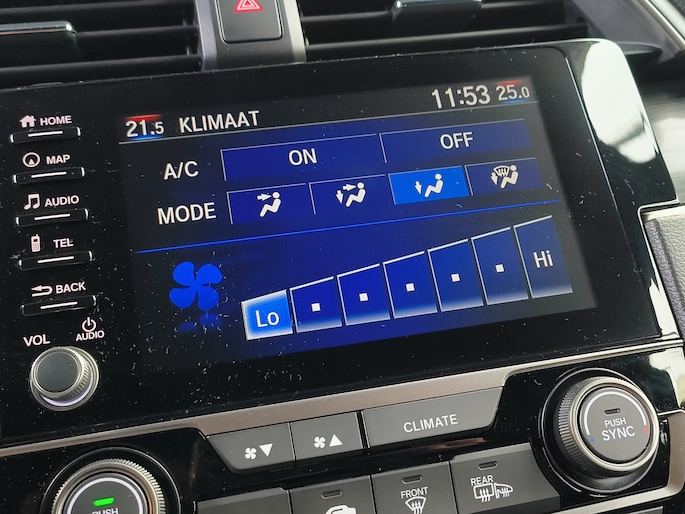 HOME
MAP
AUDIO
TEL
BACK
VOL AUDIO
21.5 KLIMAAT 11:53 25.0
A/C ON OFF
MODE
Lo Hi
CLIMATE
PUSH
SYNC
FRONT
REAR
PUSH